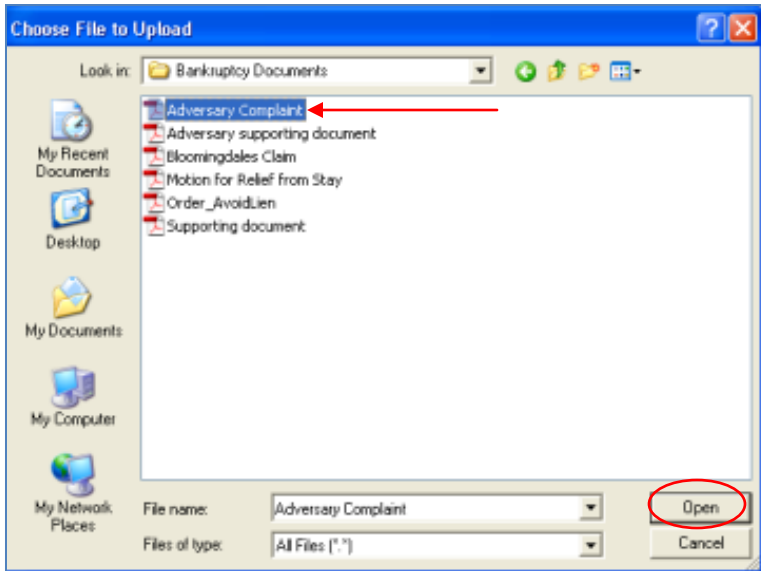 Choose File to Upload
Look in: Bankruptcy Documents
Adversary Complaint
Adversary supporting document
Bloomingdales Claim
Motion for Relief from Stay
Order_AvoidLien
Supporting document
My Recent
Documents
Desktop
My Documents
My Computer
My Network
Places
File name: Adversary Complaint Open
Files of type: All Files (*.*) Cancel